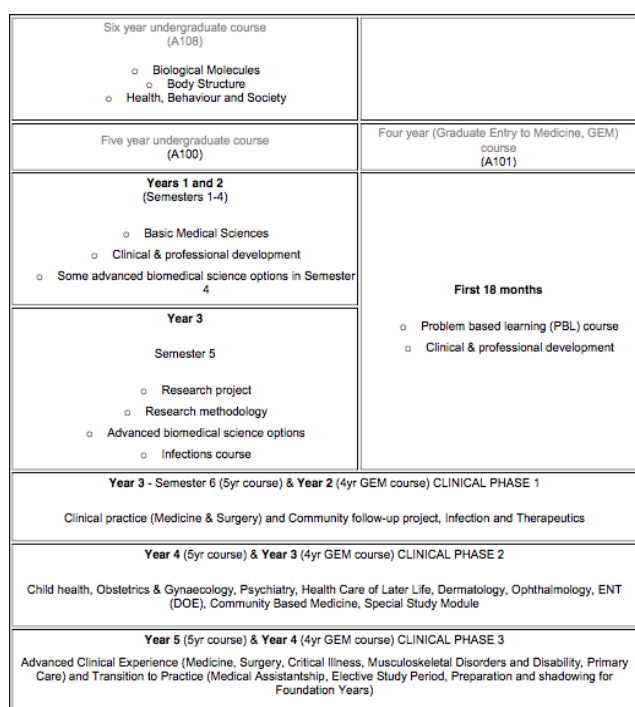 Six year undergraduate course
(A108)
o Biological Molecules
o Body Structure
o Health, Behaviour and Society
Five year undergraduate course
(A100)
Four year (Graduate Entry to Medicine, GEM)
course
(A101)
Years 1 and 2
(Semesters 1-4)
o Basic Medical Sciences
o Clinical & professional development
o Some advanced biomedical science options in Semester
4
First 18 months
o Problem based learning (PBL) course
o Clinical & professional development
Year 3
Semester 5
o Research project
o Research methodology
o Advanced biomedical science options
o Infections course
Year 3 - Semester 6 (5yr course) & Year 2 (4yr GEM course) CLINICAL PHASE 1
Clinical practice (Medicine & Surgery) and Community follow-up project, Infection and Therapeutics
Year 4 (5yr course) & Year 3 (4yr GEM course) CLINICAL PHASE 2
Child health, Obstetrics & Gynaecology, Psychiatry, Health Care of Later Life, Dermatology, Ophthalmology, ENT
(DOE), Community Based Medicine, Special Study Module
Year 5 (5yr course) & Year 4 (4yr GEM course) CLINICAL PHASE 3
Advanced Clinical Experience (Medicine, Surgery, Critical Illness, Musculoskeletal Disorders and Disability, Primary
Care) and Transition to Practice (Medical Assistantship, Elective Study Period, Preparation and shadowing for
Foundation Years)